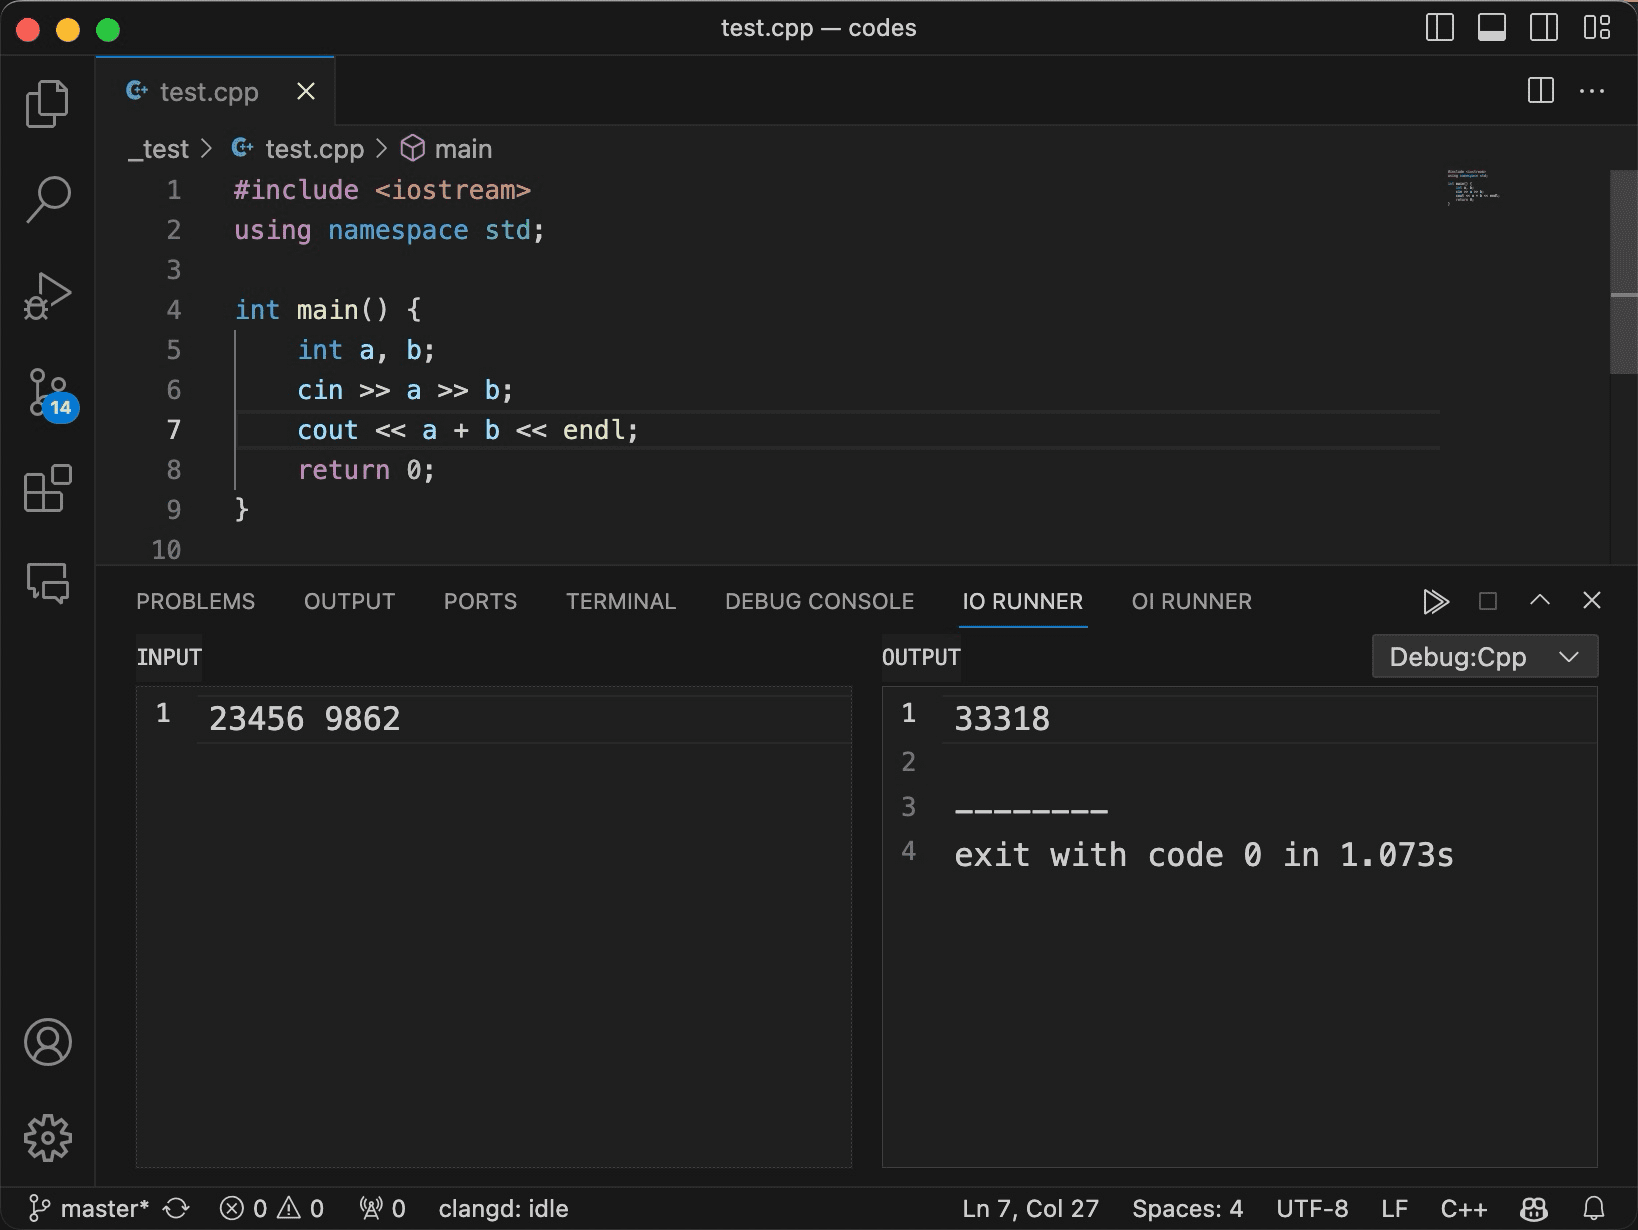 test.cpp — codes
test.cpp
_test > test.cpp > main
1 #include <iostream>
2 using namespace std;
3
4 int main() {
5 int a, b;
6 cin >> a >> b;
7 cout << a + b << endl;
8 return 0;
9 }
10
14
PROBLEMS OUTPUT PORTS TERMINAL DEBUG CONSOLE IO RUNNER OI RUNNER
INPUT
1 23456 9862
OUTPUT Debug:Cpp
1 33318
2
3 --------
4 exit with code 0 in 1.073s
master* 0 0 0 clangd: idle Ln 7, Col 27 Spaces: 4 UTF-8 LF C++